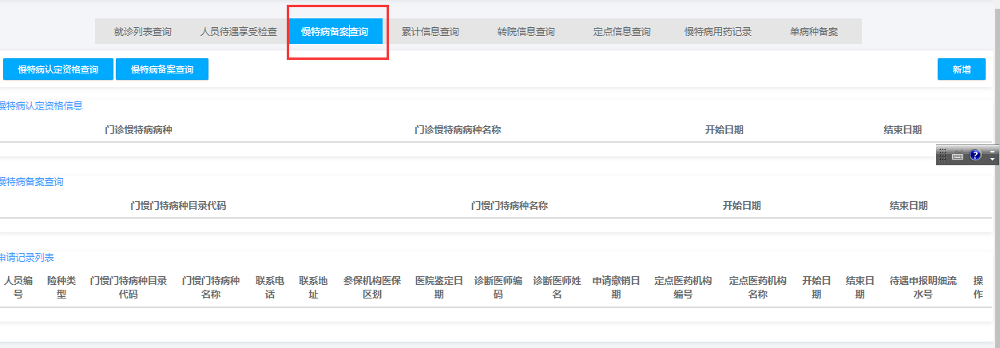 就诊列表查询 人员待遇享受检查 慢特病备案查询 累计信息查询 转院信息查询 定点信息查询 慢特病用药记录 单病种备案
慢特病认定资格查询 慢特病备案查询 新增
慢特病认定资格信息
门诊慢特病病种 门诊慢特病病种名称 开始日期 结束日期
慢特病备案查询
门慢门特病种目录代码 门慢门特病种名称 开始日期 结束日期
申请记录列表
人员编号 险种类型 门慢门特病种目录代码 门慢门特病种名称 联系电话 联系地址 参保机构医保区划 医院鉴定日期 诊断医师编码 诊断医师姓名 申请撤销日期 定点医药机构编号 定点医药机构名称 开始日期 结束日期 待遇申报明细流水号 操作